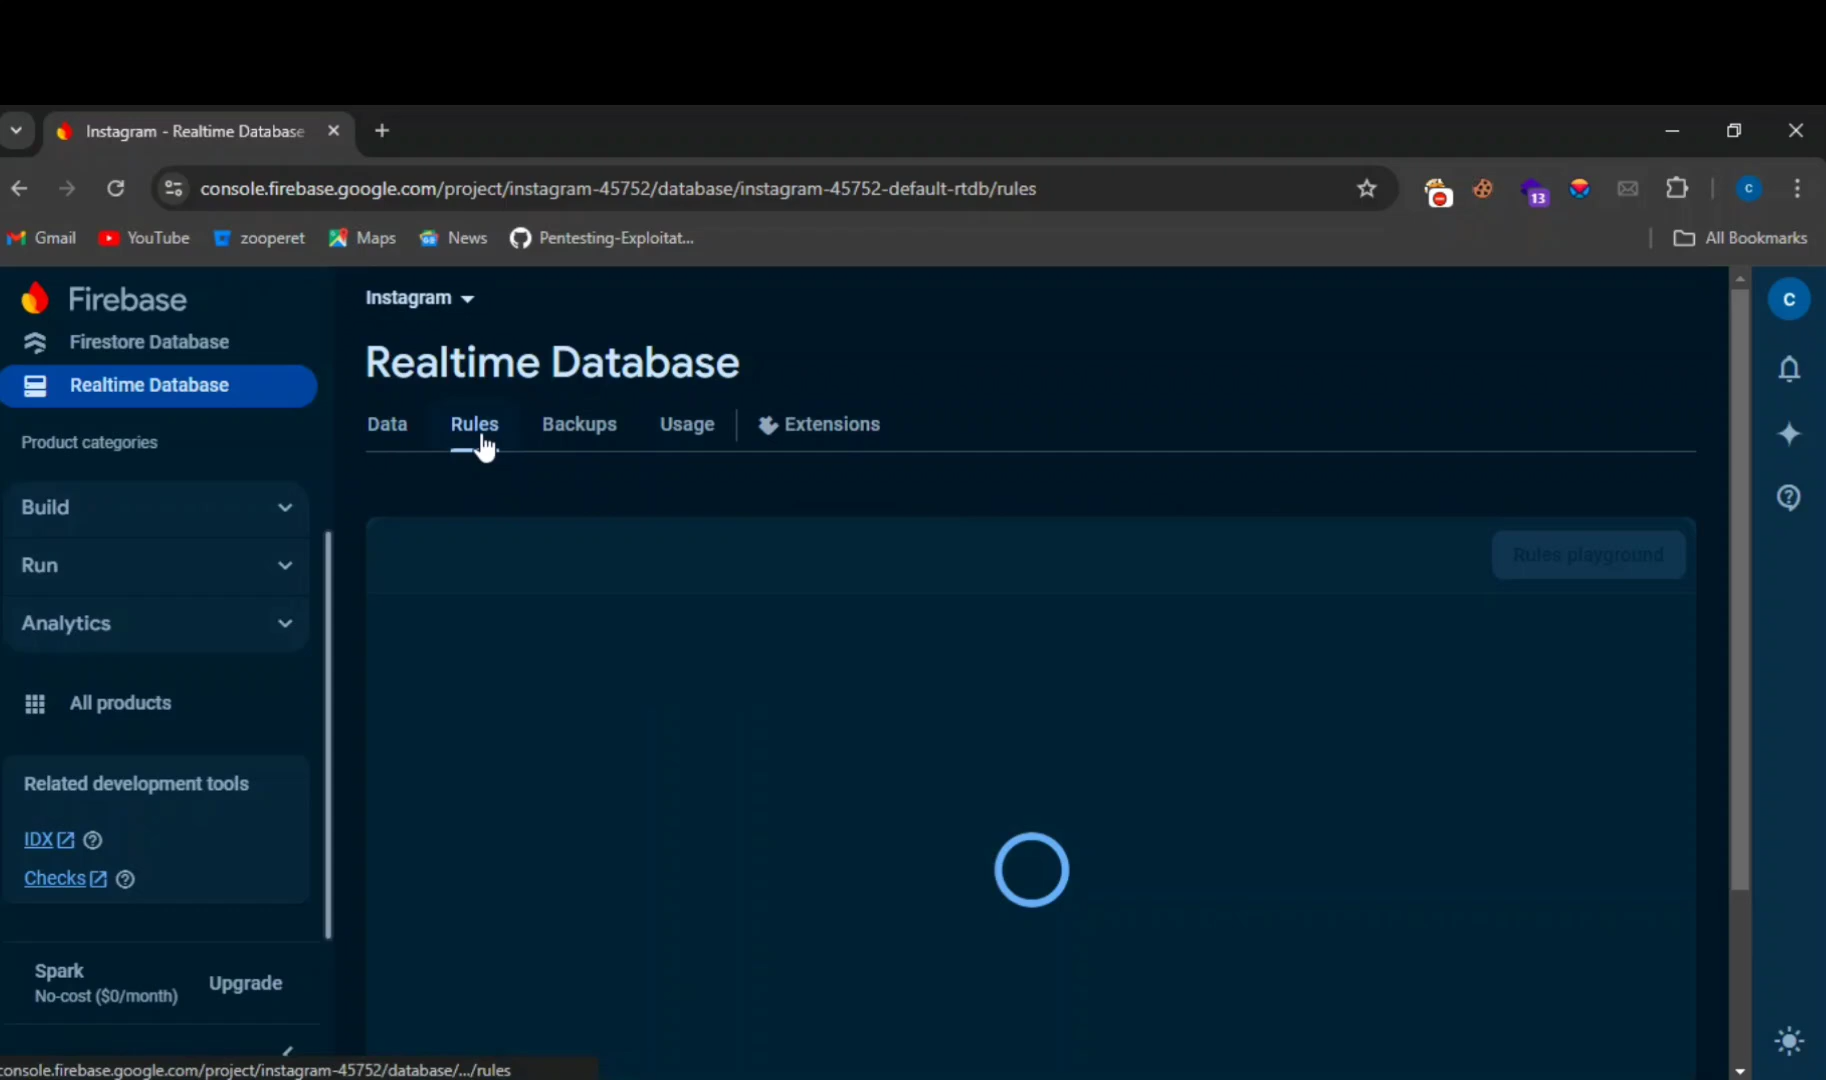 Instagram - Realtime Database
console.firebase.google.com/project/instagram-45752/database/instagram-45752-default-rtdb/rules
13
c
Gmail
YouTube
zooperet
Maps
News
Pentesting-Exploitat...
All Bookmarks
Firebase
Firestore Database
Realtime Database
Product categories
Build
Run
Analytics
All products
Related development tools
IDX
Checks
Spark
No-cost ($0/month)
Upgrade
Instagram
Realtime Database
Data
Rules
Backups
Usage
Extensions
Rules playground
C
console.firebase.google.com/project/instagram-45752/database/.../rules